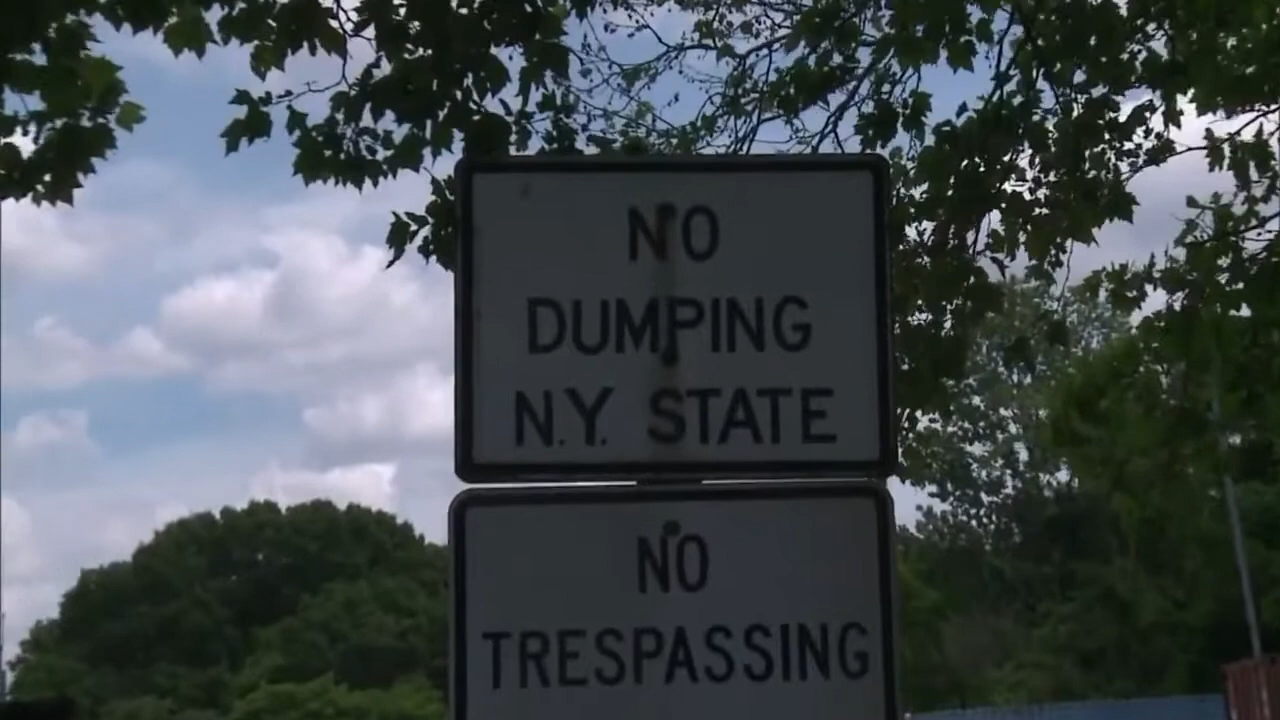 NO
DUMPING
N.Y. STATE
NO
TRESPASSING